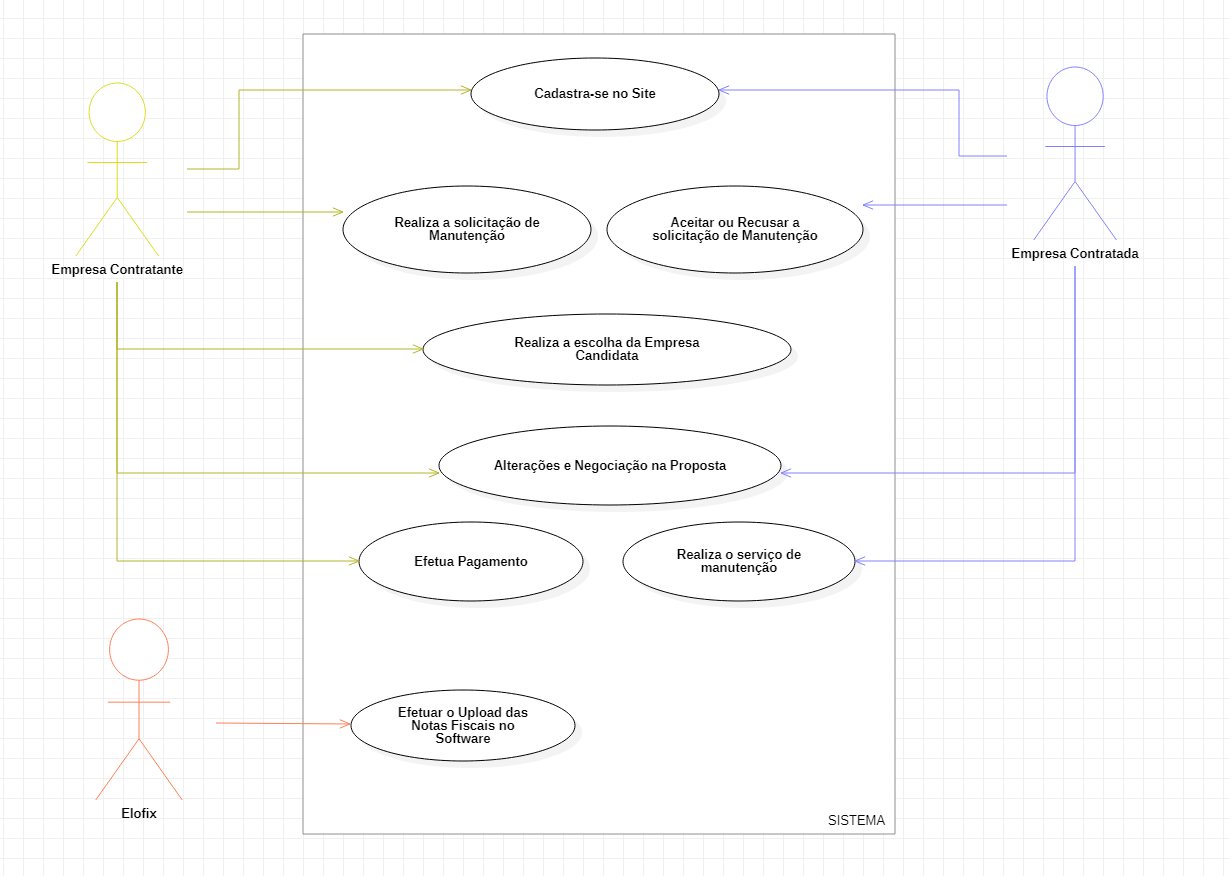 Cadastra-se no Site
Realiza a solicitação de
Manutenção
Aceitar ou Recusar a
solicitação de Manutenção
Empresa Contratante
Empresa Contratada
Realiza a escolha da Empresa
Candidata
Alterações e Negociação na Proposta
Efetua Pagamento
Realiza o serviço de
manutenção
Efetuar o Upload das
Notas Fiscais no
Software
Elofix
SISTEMA